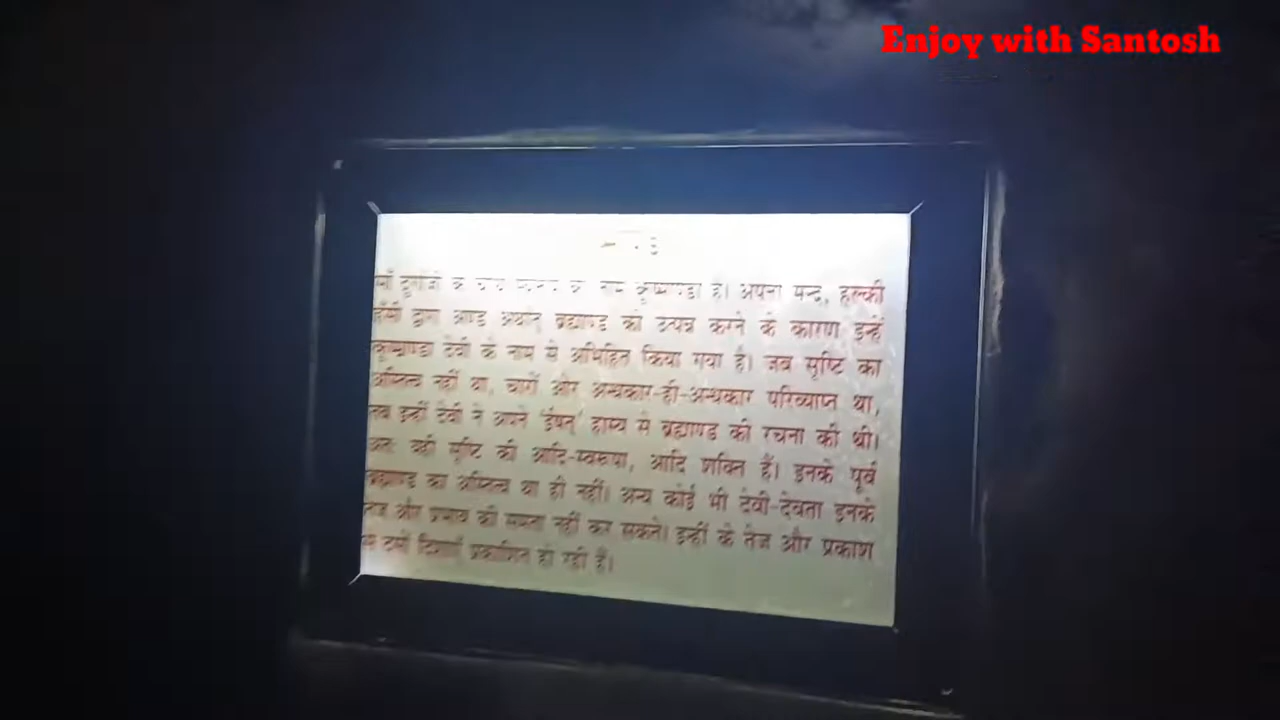 Enjoy with Santosh
माँ दुर्गाजी के नाम कूष्माण्डा है। अपनी मन्द, हल्की
हँसी द्वारा अण्ड अर्थात् ब्रह्माण्ड को उत्पन्न करने के कारण इन्हें
कूष्माण्डा देवी के नाम से अभिहित किया गया है। जब सृष्टि का
अस्तित्व नहीं था, चारों ओर अन्धकार-ही-अन्धकार परिव्याप्त था,
तब इन्हीं देवी ने अपने 'ईषत्' हास्य से ब्रह्माण्ड की रचना की थी।
अतः यही सृष्टि की आदि-स्वरूपा, आदि शक्ति हैं। इनके पूर्व
ब्रह्माण्ड का अस्तित्व था ही नहीं। अन्य कोई भी देवी-देवता इनके
तेज और प्रभाव की समता नहीं कर सकते। इन्हीं के तेज और प्रकाश
से दसों दिशाएँ प्रकाशित हो रही हैं।